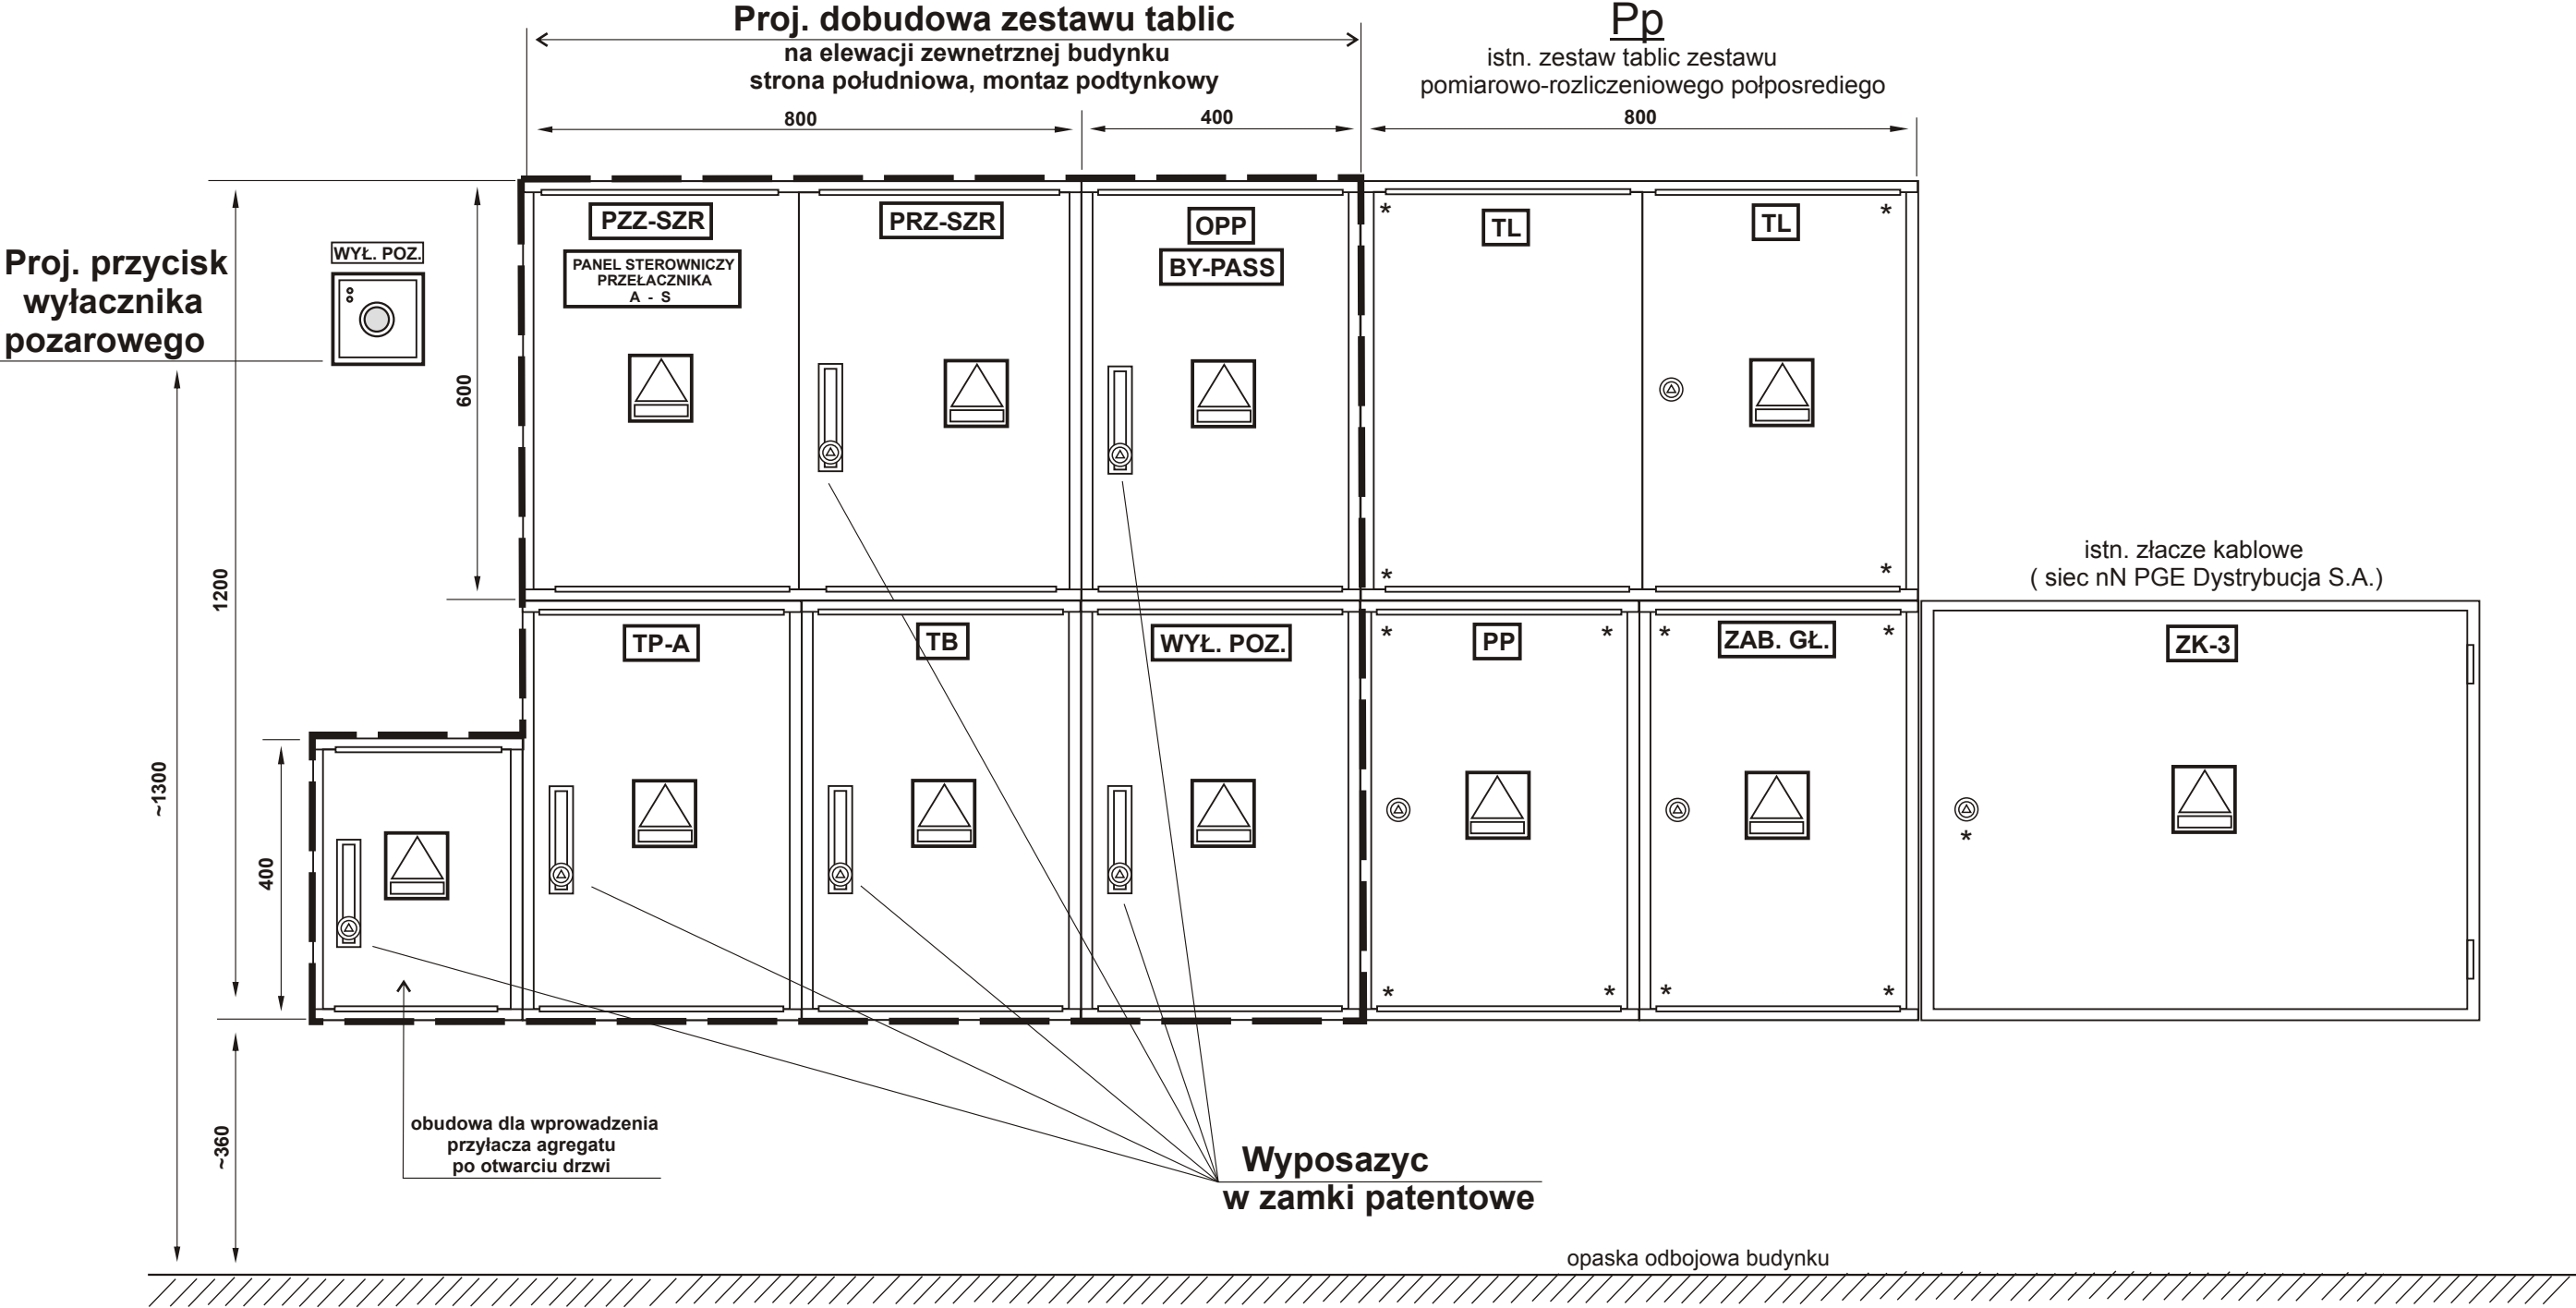 Proj. dobudowa zestawu tablic
na elewacji zewnetrznej budynku
strona południowa, montaz podtynkowy
Pp
istn. zestaw tablic zestawu
pomiarowo-rozliczeniowego połposrediego
800
400
800
Proj. przycisk
wyłacznika
pozarowego
WYŁ. POZ.
PZZ-SZR
PANEL STEROWNICZY
PRZEŁACZNIKA
A - S
PRZ-SZR
OPP
BY-PASS
* TL
TL *
600
1200
* *
istn. złacze kablowe
( siec nN PGE Dystrybucja S.A.)
TP-A
TB
WYŁ. POZ.
* PP *
* ZAB. GŁ. *
ZK-3
~1300
400
*
* *
* *
~360
obudowa dla wprowadzenia
przyłacza agregatu
po otwarciu drzwi
Wyposazyc
w zamki patentowe
opaska odbojowa budynku